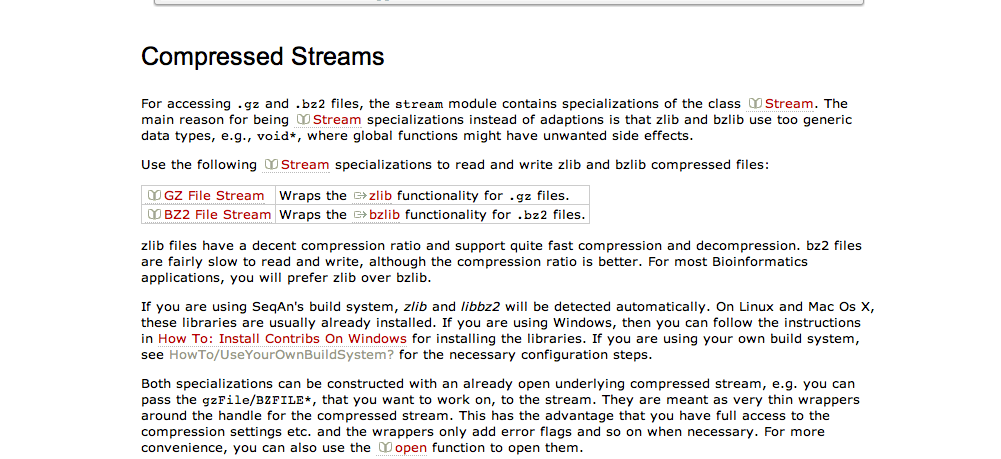 Compressed Streams
For accessing .gz and .bz2 files, the stream module contains specializations of the class Stream. The
main reason for being Stream specializations instead of adaptions is that zlib and bzlib use too generic
data types, e.g., void*, where global functions might have unwanted side effects.
Use the following Stream specializations to read and write zlib and bzlib compressed files:
GZ File Stream Wraps the zlib functionality for .gz files.
BZ2 File Stream Wraps the bzlib functionality for .bz2 files.
zlib files have a decent compression ratio and support quite fast compression and decompression. bz2 files
are fairly slow to read and write, although the compression ratio is better. For most Bioinformatics
applications, you will prefer zlib over bzlib.
If you are using SeqAn's build system, zlib and libbz2 will be detected automatically. On Linux and Mac Os X,
these libraries are usually already installed. If you are using Windows, then you can follow the instructions
in How To: Install Contribs On Windows for installing the libraries. If you are using your own build system,
see HowTo/UseYourOwnBuildSystem? for the necessary configuration steps.
Both specializations can be constructed with an already open underlying compressed stream, e.g. you can
pass the gzFile/BZFILE*, that you want to work on, to the stream. They are meant as very thin wrappers
around the handle for the compressed stream. This has the advantage that you have full access to the
compression settings etc. and the wrappers only add error flags and so on when necessary. For more
convenience, you can also use the open function to open them.